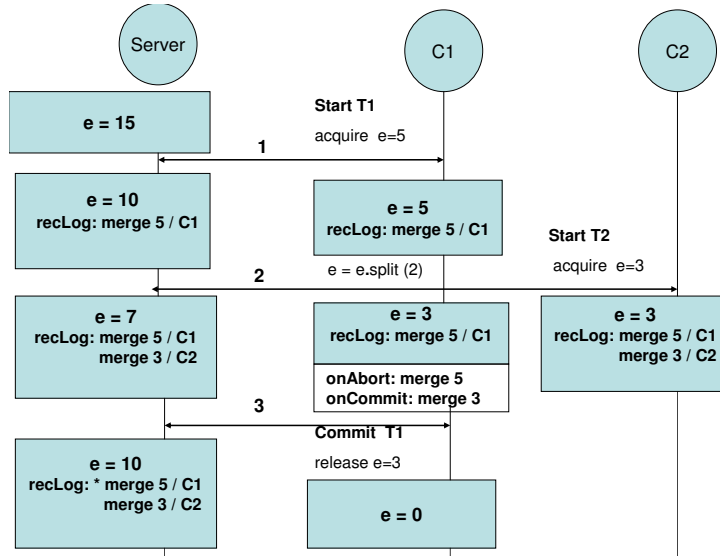 Server
C1
C2
e = 15
Start T1
acquire e=5
1
e = 10
recLog: merge 5 / C1
e = 5
recLog: merge 5 / C1
Start T2
acquire e=3
e = e.split (2)
2
e = 7
recLog: merge 5 / C1
merge 3 / C2
e = 3
recLog: merge 5 / C1
onAbort: merge 5
onCommit: merge 3
e = 3
recLog: merge 5 / C1
merge 3 / C2
3
Commit T1
release e=3
e = 10
recLog: * merge 5 / C1
merge 3 / C2
e = 0